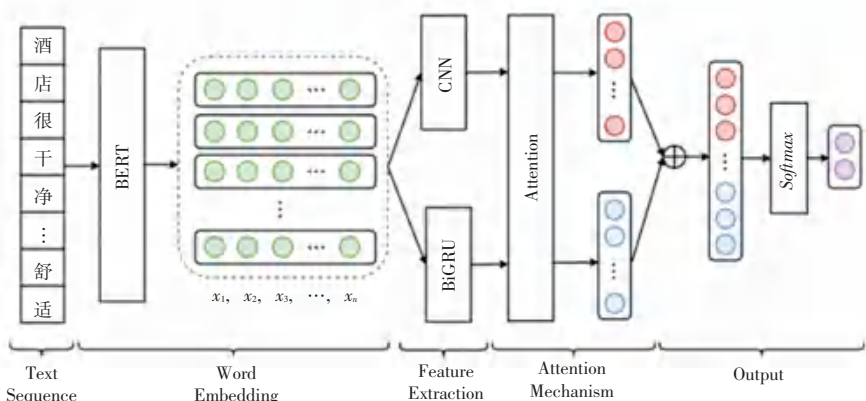 酒
店
很
干
净
⋮
舒
适
BERT
x₁, x₂, x₃, ⋯, xₙ
CNN
BiGRU
Attention
Softmax
Text
Sequence
Word
Embedding
Feature
Extraction
Attention
Mechanism
Output